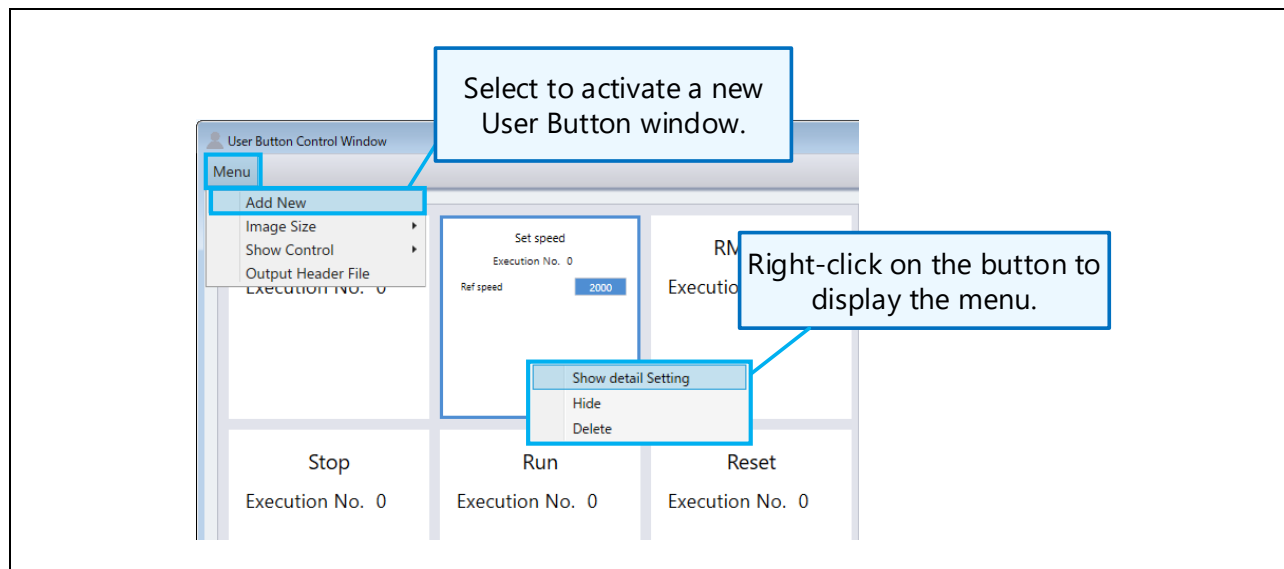 Select to activate a new
User Button window.
User Button Control Window
Menu
Add New
Image Size
Show Control
Output Header File
Execution No. 0
Set speed
Execution No. 0
Ref speed 2000
RM
Executio
Right-click on the button to
display the menu.
Show detail Setting
Hide
Delete
Stop
Execution No. 0
Run
Execution No. 0
Reset
Execution No. 0